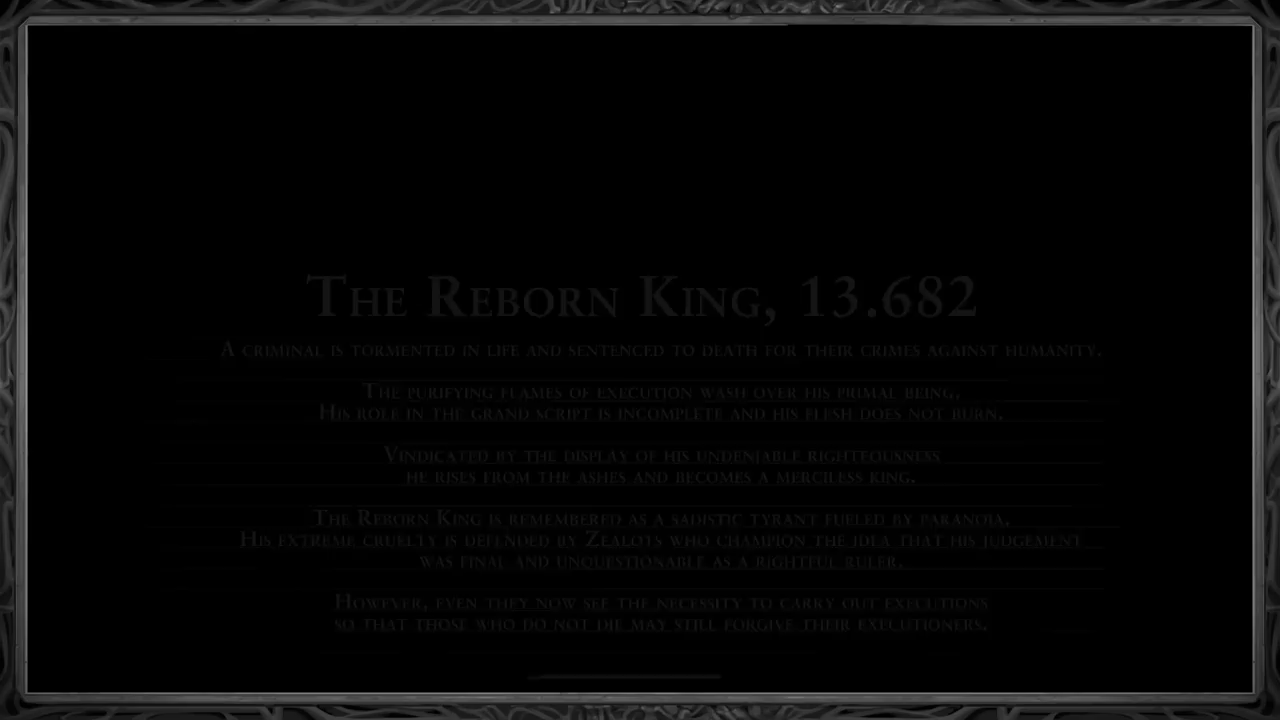 The Reborn King, 13.682
A criminal is tormented in life and sentenced to death for their crimes against humanity.
The purifying flames of execution wash over his primal being.
His role in the grand script is incomplete and his flesh does not burn.
Vindicated by the display of his undeniable righteousness
he rises from the ashes and becomes a merciless king.
The Reborn King is remembered as a sadistic tyrant fueled by paranoia.
His extreme cruelty is defended by Zealots who champion the idea that his judgement
was final and unquestionable as a rightful ruler.
However, even they now see the necessity to carry out executions
so that those who do not die may still forgive their executioners.